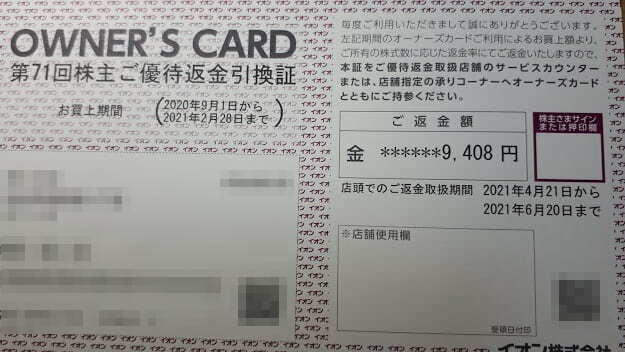 OWNER'S CARD
第71回株主ご優待返金引換証
お買上期間
2020年9月1日から
2021年2月28日まで
毎度ご利用いただきまして誠にありがとうございます。
左記期間のオーナーズカードご利用によるお買上額より、
ご所有の株式数に応じた返金率にてご返金いたしますので、
本証をご優待返金取扱店舗のサービスカウンター
または、店舗指定の承りコーナーへオーナーズカード
とともにご持参ください。
ご返金額
金 ******9,408 円
株主さまサイン
または押印欄
店頭でのご返金取扱期間 2021年4月21日から
2021年6月20日まで
※店舗使用欄
受領日付印
イオン株式会社